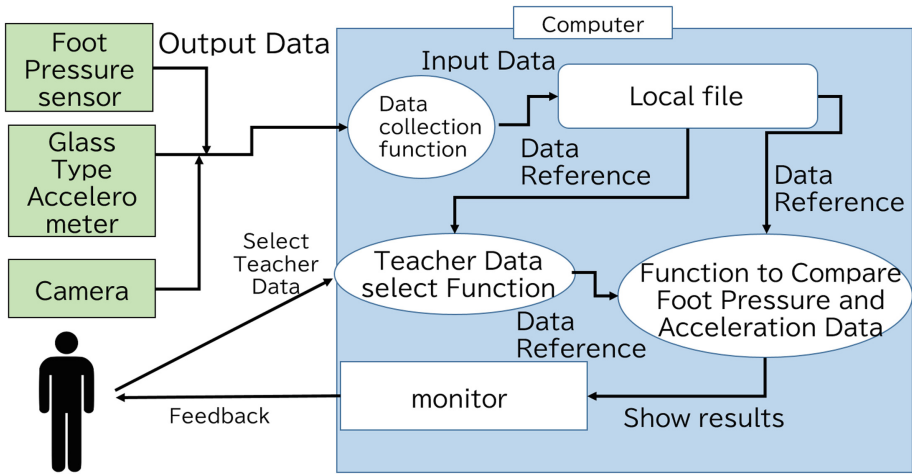 Computer
Foot
Pressure
sensor
Output Data
Input Data
Local file
Data
collection
function
Glass
Type
Accelero
meter
Data
Reference
Data
Reference
Select
Teacher
Data
Teacher Data
select Function
Function to Compare
Foot Pressure and
Acceleration Data
Camera
Data
Reference
monitor
Feedback
Show results